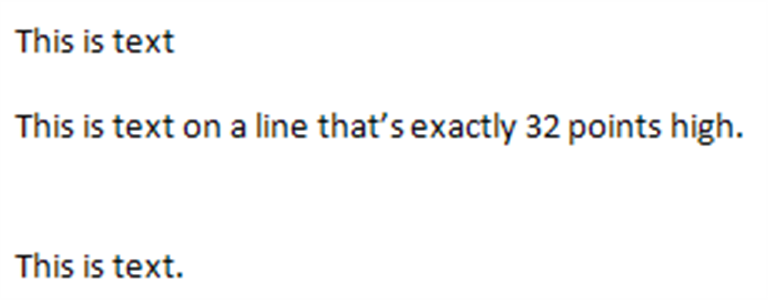 This is text
This is text on a line that’s exactly 32 points high.
This is text.